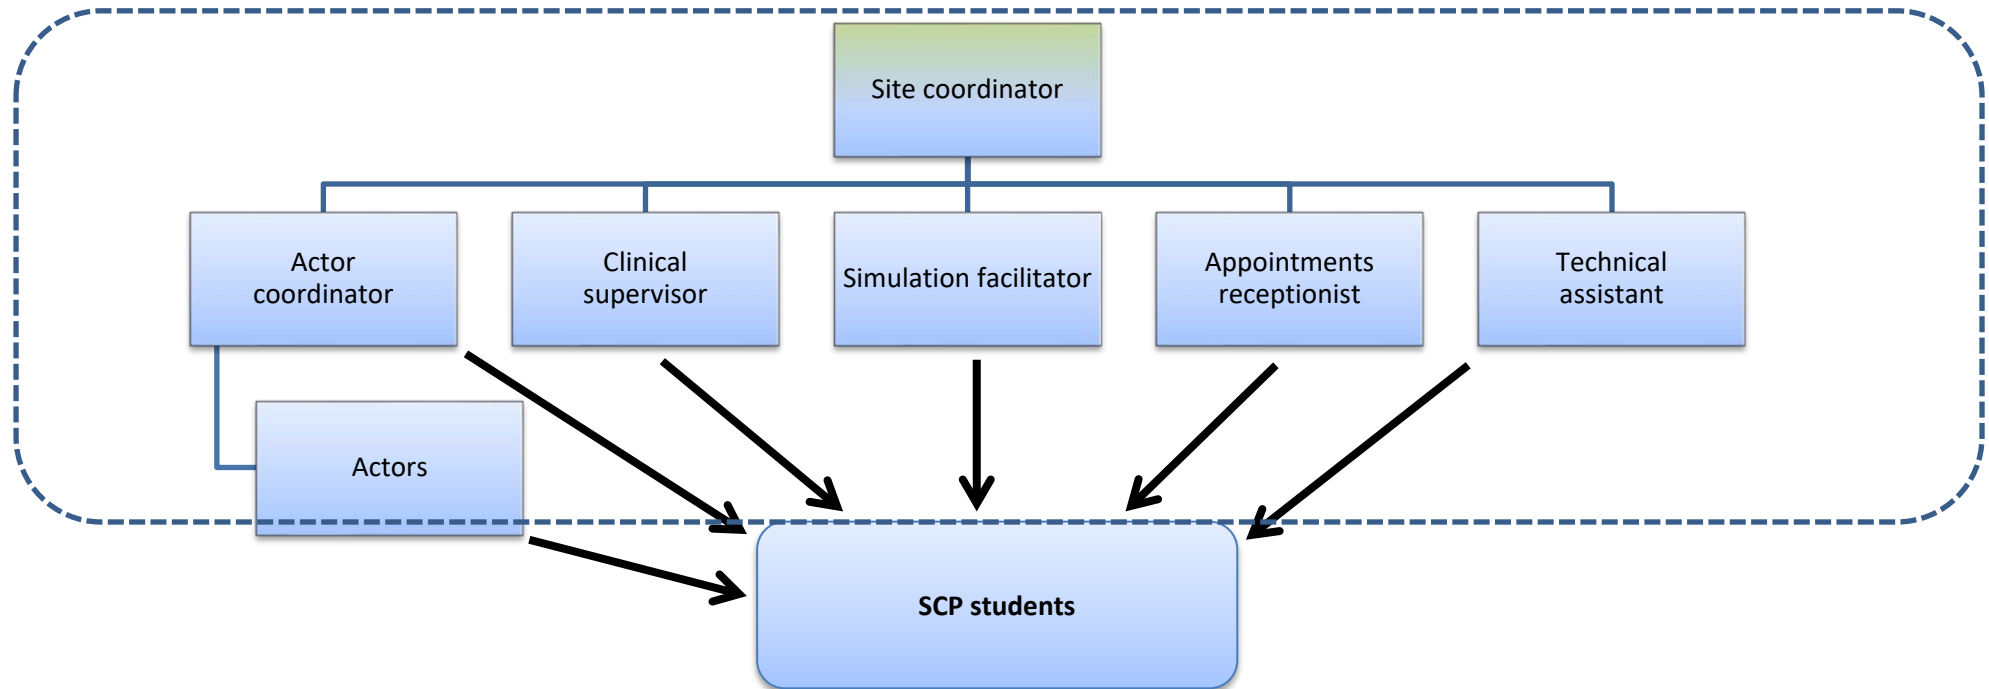 Site coordinator
Actor
coordinator
Clinical
supervisor
Simulation facilitator
Appointments
receptionist
Technical
assistant
Actors
SCP students